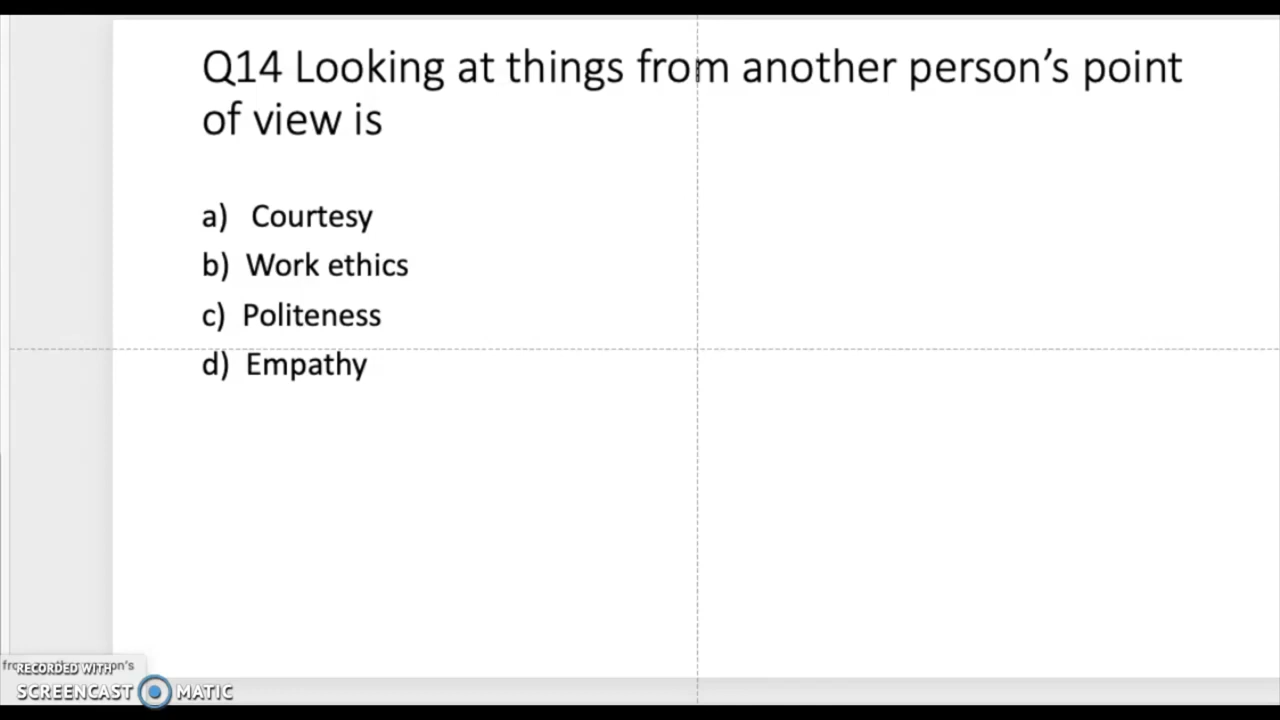 Q14 Looking at things from another person’s point
of view is
a) Courtesy
b) Work ethics
c) Politeness
d) Empathy
RECORDED WITH
SCREENCAST MATIC